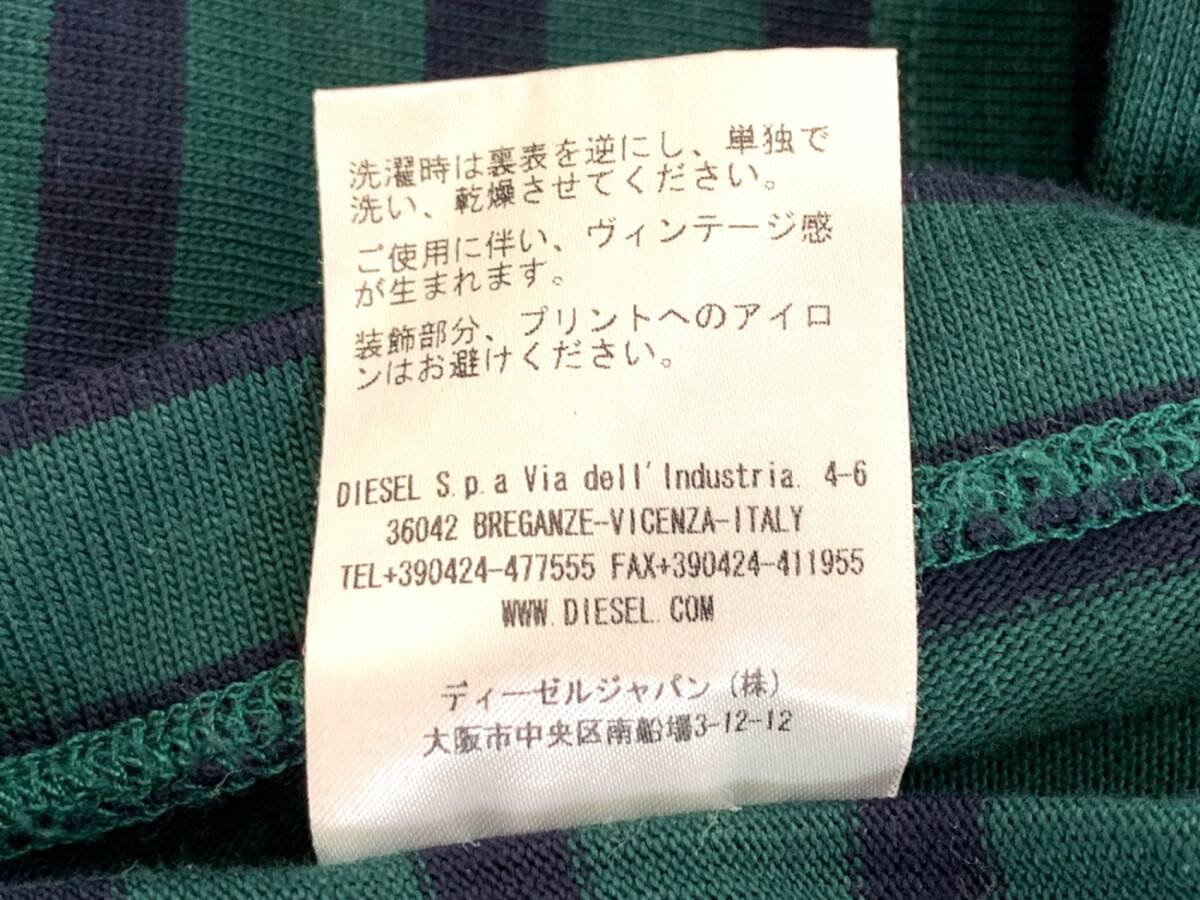 洗濯時は裏表を逆にし、単独で
洗い、乾燥させてください。
ご使用に伴い、ヴィンテージ感
が生まれます。
装飾部分、プリントへのアイロ
ンはお避けください。
DIESEL S.p.a Via dell'Industria. 4-6
36042 BREGANZE-VICENZA-ITALY
TEL+390424-477555 FAX+390424-411955
WWW.DIESEL.COM
ディーゼルジャパン(株)
大阪市中央区南船場3-12-12